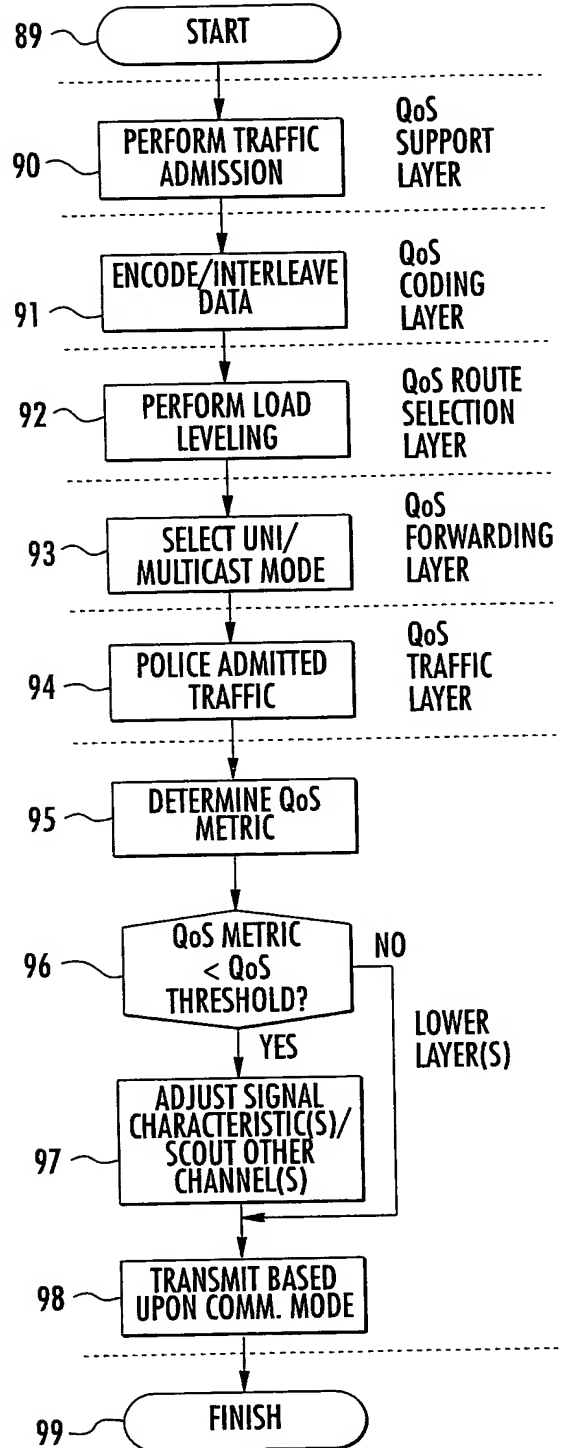 89
START
90
PERFORM TRAFFIC
ADMISSION
QoS
SUPPORT
LAYER
91
ENCODE/INTERLEAVE
DATA
QoS
CODING
LAYER
92
PERFORM LOAD
LEVELING
QoS ROUTE
SELECTION
LAYER
93
SELECT UNI/
MULTICAST MODE
QoS
FORWARDING
LAYER
94
POLICE ADMITTED
TRAFFIC
QoS
TRAFFIC
LAYER
95
DETERMINE QoS
METRIC
96
QoS METRIC
< QoS
THRESHOLD?
NO
YES
LOWER
LAYER(S)
97
ADJUST SIGNAL
CHARACTERISTIC(S)/
SCOUT OTHER
CHANNEL(S)
98
TRANSMIT BASED
UPON COMM. MODE
99
FINISH